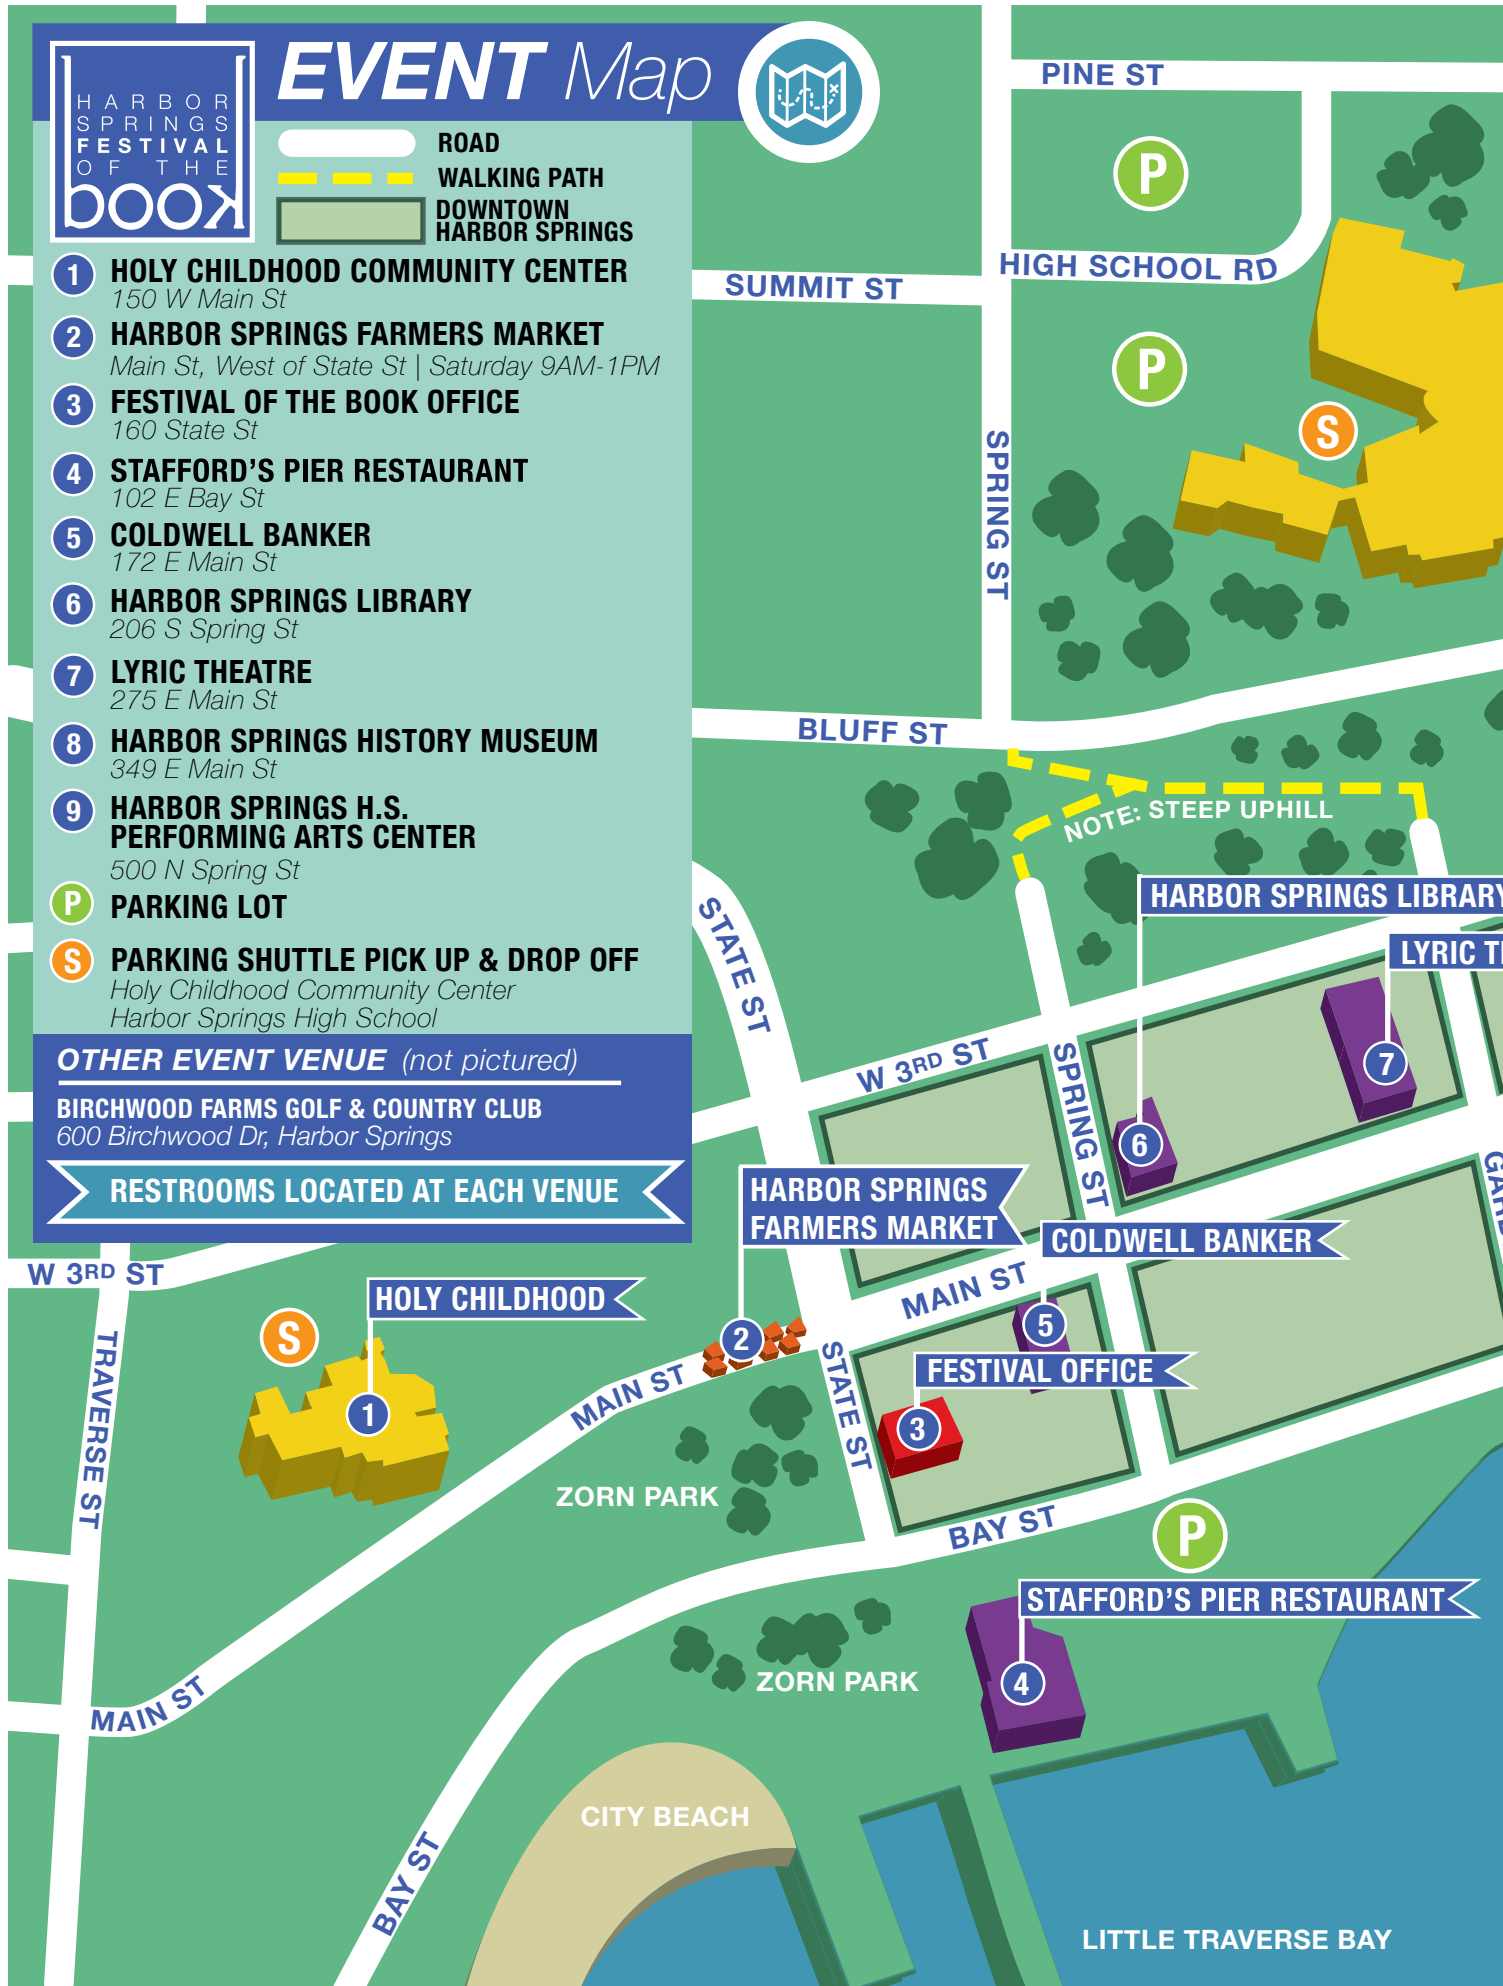 HARBOR
SPRINGS
FESTIVAL
OF THE
book
EVENT Map
ROAD
WALKING PATH
DOWNTOWN
HARBOR SPRINGS
1 HOLY CHILDHOOD COMMUNITY CENTER
150 W Main St
2 HARBOR SPRINGS FARMERS MARKET
Main St, West of State St | Saturday 9AM-1PM
3 FESTIVAL OF THE BOOK OFFICE
160 State St
4 STAFFORD'S PIER RESTAURANT
102 E Bay St
5 COLDWELL BANKER
172 E Main St
6 HARBOR SPRINGS LIBRARY
206 S Spring St
7 LYRIC THEATRE
275 E Main St
8 HARBOR SPRINGS HISTORY MUSEUM
349 E Main St
9 HARBOR SPRINGS H.S.
PERFORMING ARTS CENTER
500 N Spring St
P PARKING LOT
S PARKING SHUTTLE PICK UP & DROP OFF
Holy Childhood Community Center
Harbor Springs High School
OTHER EVENT VENUE (not pictured)
BIRCHWOOD FARMS GOLF & COUNTRY CLUB
600 Birchwood Dr, Harbor Springs
RESTROOMS LOCATED AT EACH VENUE
PINE ST
P
HIGH SCHOOL RD
SUMMIT ST
P
S
SPRING ST
BLUFF ST
NOTE: STEEP UPHILL
HARBOR SPRINGS LIBRARY
LYRIC T
STATE ST
W 3RD ST
SPRING ST
7
6
HARBOR SPRINGS
FARMERS MARKET
COLDWELL BANKER
W 3RD ST
HOLY CHILDHOOD
MAIN ST
S
2
5
TRAVERSE ST
MAIN ST
STATE ST
FESTIVAL OFFICE
1
3
ZORN PARK
BAY ST
P
STAFFORD'S PIER RESTAURANT
ZORN PARK
4
MAIN ST
CITY BEACH
BAY ST
LITTLE TRAVERSE BAY